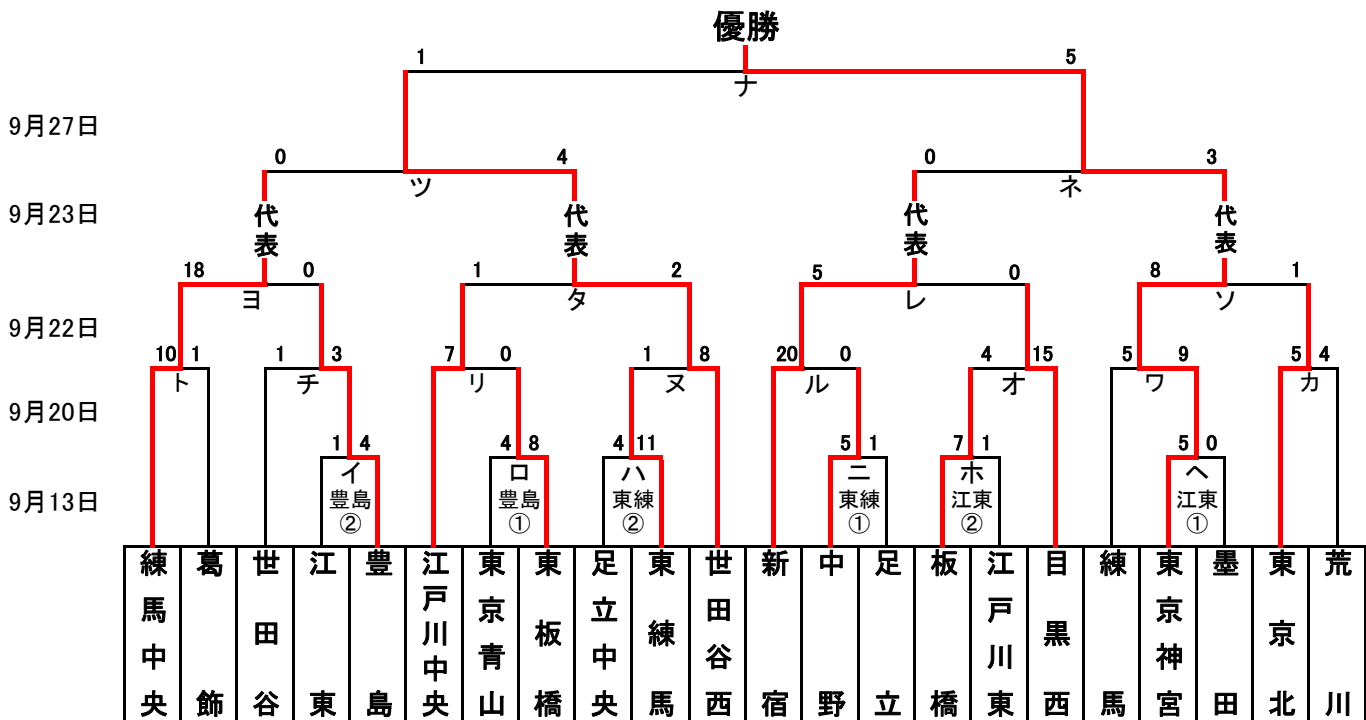 優勝
1 5
ナ
9月27日
0 4 0 3
ツ ネ
9月23日
代表 代表 代表 代表
18 0 1 2 5 0 8 1
ヨ タ レ ソ
9月22日
10 1 1 3 7 0 1 8 20 0 4 15 5 9 5 4
ト チ リ ヌ ル オ ワ カ
9月20日
1 4 4 8 4 11 5 1 7 1 5 0
イ ロ ハ ニ ホ ヘ
9月13日
豊島 豊島 東練 東練 江東 江東
② ① ② ① ② ①
練馬中央
葛飾
世田谷
江東
豊島
江戸川中央
東京青山
東板橋
足立中央
東練馬
世田谷西
新宿
中野
足立
板橋
江戸川東
目黒西
練馬
東京神宮
墨田
東京北
荒川